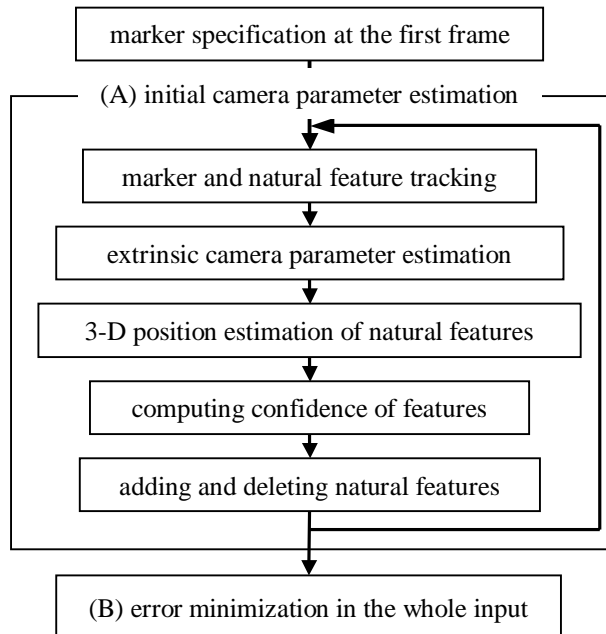 marker specification at the first frame
(A) initial camera parameter estimation
marker and natural feature tracking
extrinsic camera parameter estimation
3-D position estimation of natural features
computing confidence of features
adding and deleting natural features
(B) error minimization in the whole input